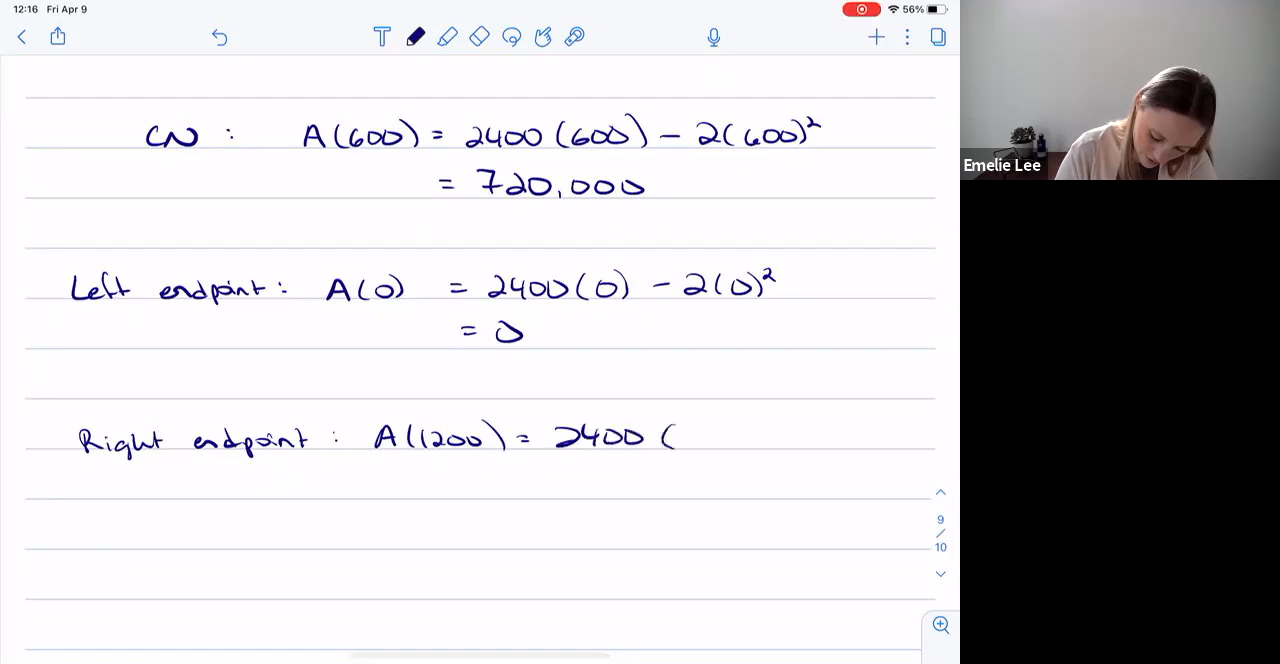 12:16 Fri Apr 9
56%
CN : A(600) = 2400(600) - 2(600)²
= 720,000
Emelie Lee
Left endpoint: A(0) = 2400(0) - 2(0)²
= 0
Right endpoint : A(1200) = 2400(
9
/
10